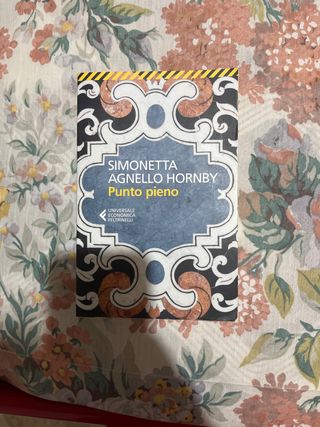 SIMONETTA
AGNELLO HORNBY
Punto pieno
UNIVERSALE
ECONOMICA
FELTRINELLI